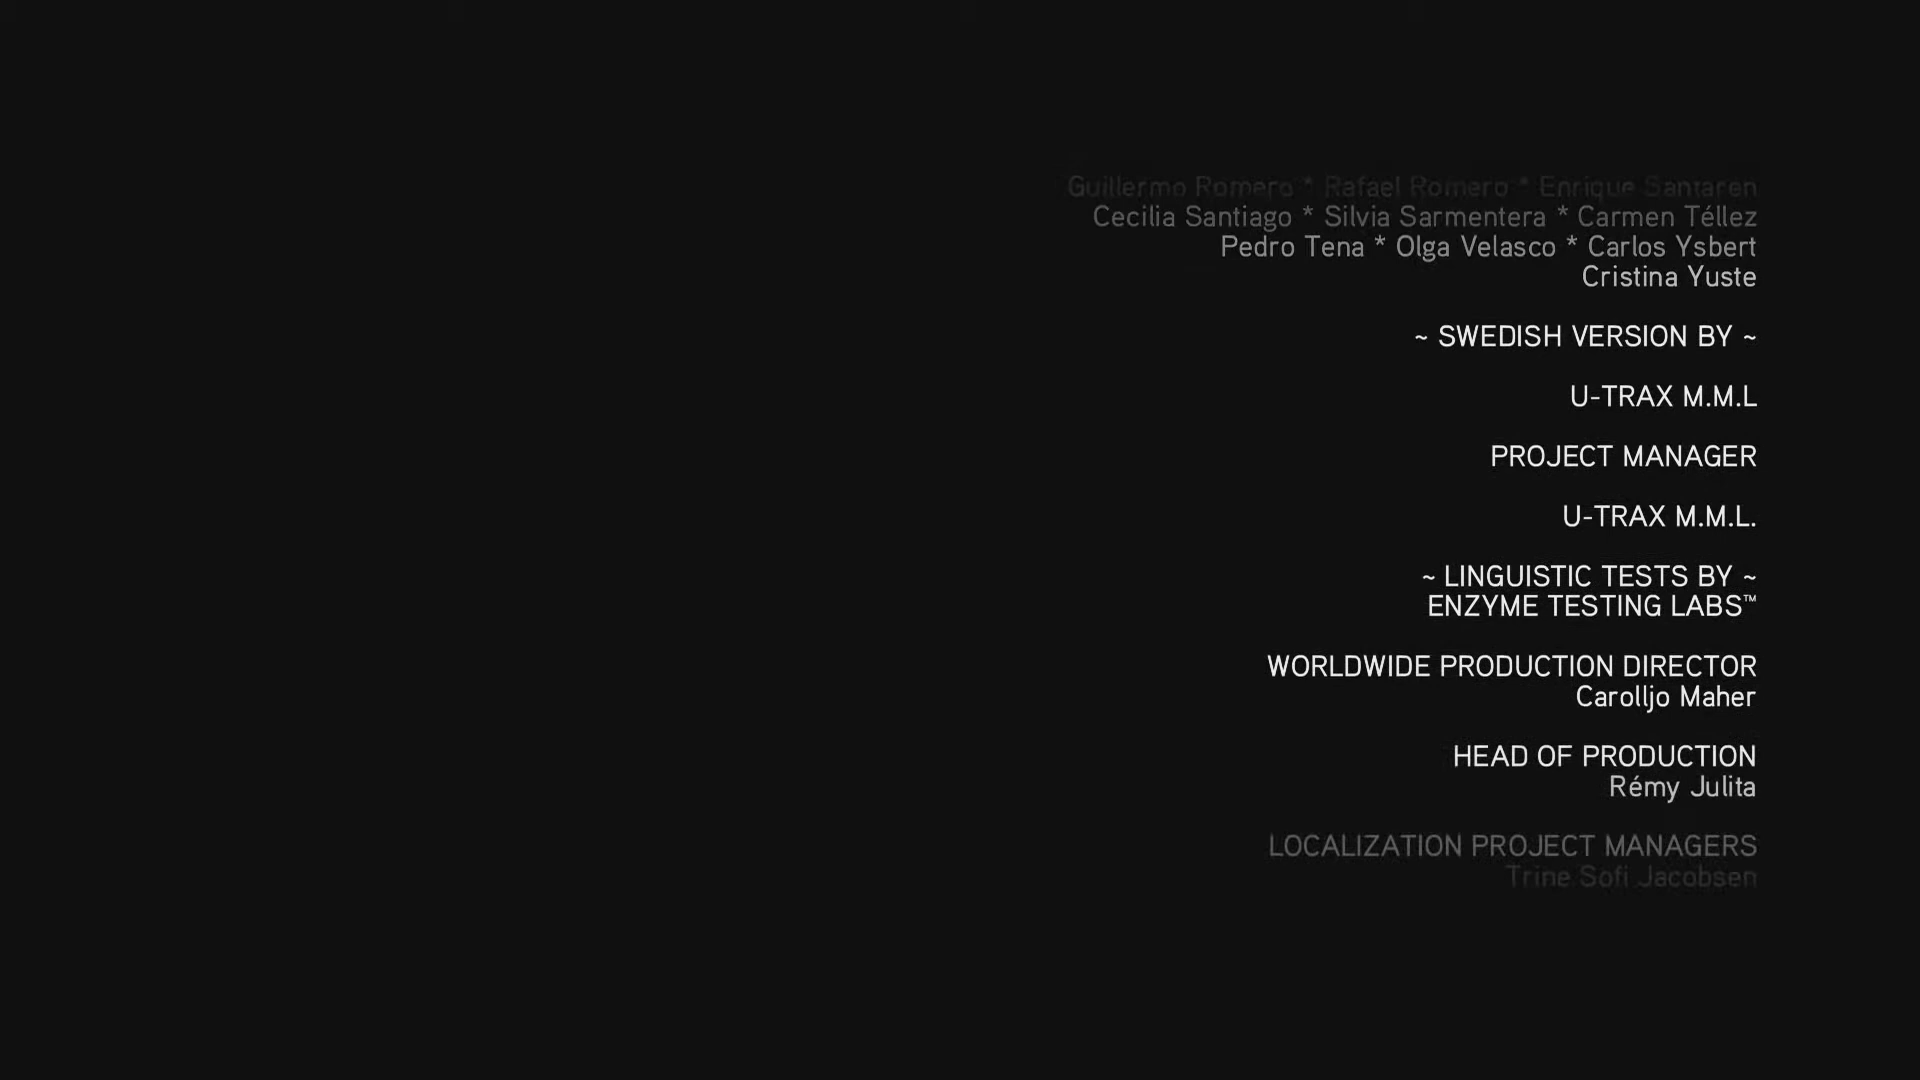 Guillermo Romero * Rafael Romero * Enrique Santaren
Cecilia Santiago * Silvia Sarmentera * Carmen Téllez
Pedro Tena * Olga Velasco * Carlos Ysbert
Cristina Yuste
~ SWEDISH VERSION BY ~
U-TRAX M.M.L
PROJECT MANAGER
U-TRAX M.M.L.
~ LINGUISTIC TESTS BY ~
ENZYME TESTING LABS™
WORLDWIDE PRODUCTION DIRECTOR
Carolljo Maher
HEAD OF PRODUCTION
Rémy Julita
LOCALIZATION PROJECT MANAGERS
Trine Sofi Jacobsen